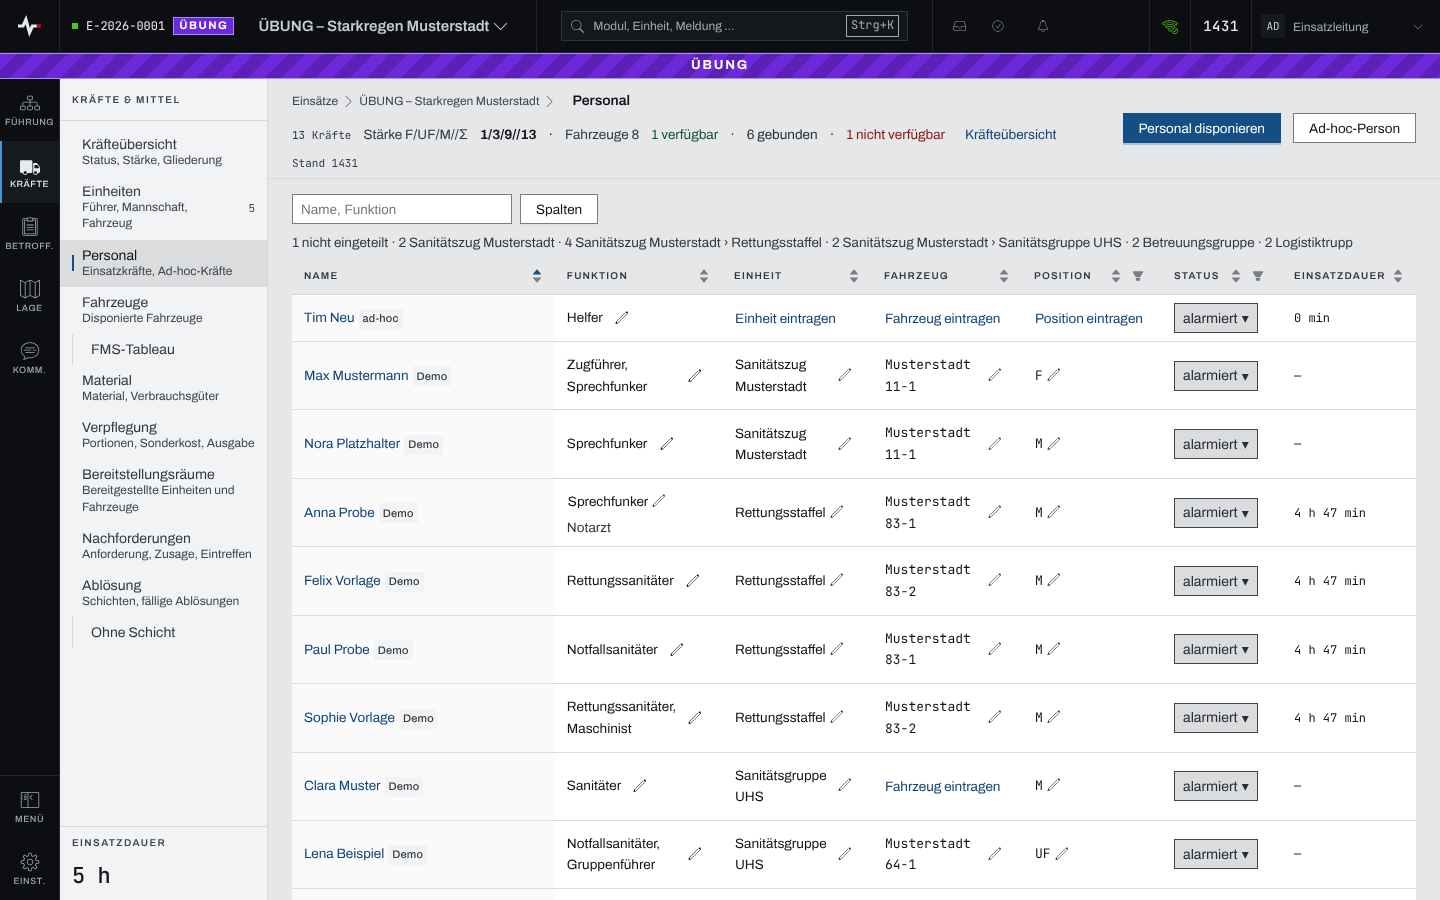 E-2026-0001 ÜBUNG ÜBUNG – Starkregen Musterstadt Modul, Einheit, Meldung ... Strg+K 1431 AD Einsatzleitung
ÜBUNG
FÜHRUNG
KRÄFTE
BETROFF.
LAGE
KOMM.
MENÜ
EINST.
KRÄFTE & MITTEL
Kräfteübersicht
Status, Stärke, Gliederung
Einheiten
Führer, Mannschaft,
Fahrzeug
5
Personal
Einsatzkräfte, Ad-hoc-Kräfte
Fahrzeuge
Disponierte Fahrzeuge
FMS-Tableau
Material
Material, Verbrauchsgüter
Verpflegung
Portionen, Sonderkost, Ausgabe
Bereitstellungsräume
Bereitgestellte Einheiten und
Fahrzeuge
Nachforderungen
Anforderung, Zusage, Eintreffen
Ablösung
Schichten, fällige Ablösungen
Ohne Schicht
EINSATZDAUER
5 h
Einsätze ÜBUNG – Starkregen Musterstadt Personal
13 Kräfte Stärke F/UF/M//Σ 1/3/9//13 · Fahrzeuge 8 1 verfügbar · 6 gebunden · 1 nicht verfügbar Kräfteübersicht
Stand 1431
Personal disponieren Ad-hoc-Person
Name, Funktion Spalten
1 nicht eingeteilt · 2 Sanitätszug Musterstadt · 4 Sanitätszug Musterstadt › Rettungsstaffel · 2 Sanitätszug Musterstadt › Sanitätsgruppe UHS · 2 Betreuungsgruppe · 2 Logistiktrupp
NAME FUNKTION EINHEIT FAHRZEUG POSITION STATUS EINSATZDAUER
Tim Neu ad-hoc Helfer Einheit eintragen Fahrzeug eintragen Position eintragen alarmiert ▾ 0 min
Max Mustermann Demo Zugführer, Sprechfunker Sanitätszug Musterstadt Musterstadt 11-1 F alarmiert ▾ –
Nora Platzhalter Demo Sprechfunker Sanitätszug Musterstadt Musterstadt 11-1 M alarmiert ▾ –
Anna Probe Demo Sprechfunker Notarzt Rettungsstaffel Musterstadt 83-1 M alarmiert ▾ 4 h 47 min
Felix Vorlage Demo Rettungssanitäter Rettungsstaffel Musterstadt 83-2 M alarmiert ▾ 4 h 47 min
Paul Probe Demo Notfallsanitäter Rettungsstaffel Musterstadt 83-1 M alarmiert ▾ 4 h 47 min
Sophie Vorlage Demo Rettungssanitäter, Maschinist Rettungsstaffel Musterstadt 83-2 M alarmiert ▾ 4 h 47 min
Clara Muster Demo Sanitäter Sanitätsgruppe UHS Fahrzeug eintragen M alarmiert ▾ –
Lena Beispiel Demo Notfallsanitäter, Gruppenführer Sanitätsgruppe UHS Musterstadt 64-1 UF alarmiert ▾ –